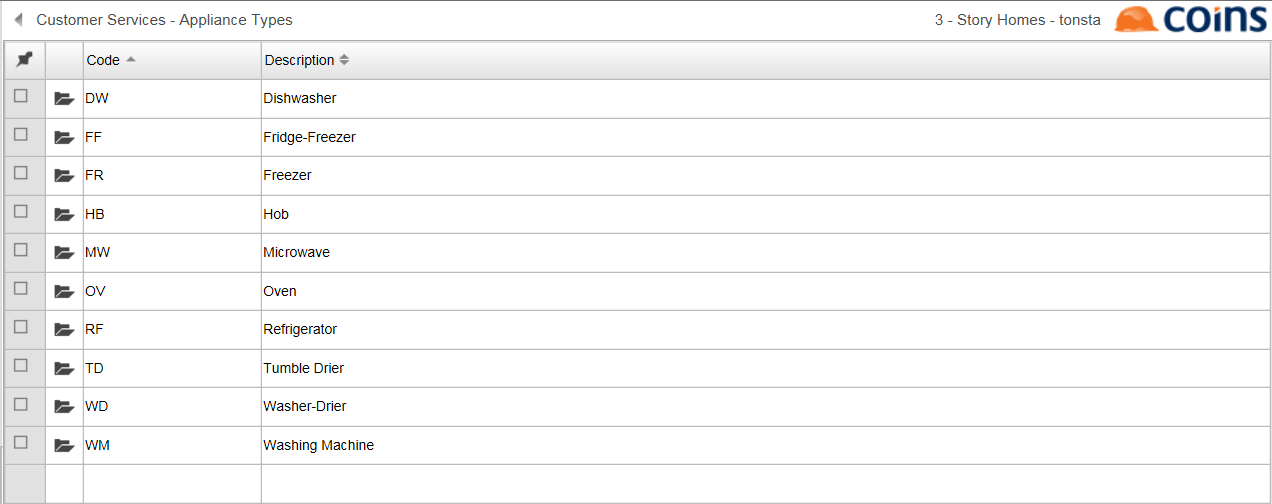 Customer Services - Appliance Types 3 - Story Homes - tonsta coins
Code Description
DW Dishwasher
FF Fridge-Freezer
FR Freezer
HB Hob
MW Microwave
OV Oven
RF Refrigerator
TD Tumble Drier
WD Washer-Drier
WM Washing Machine